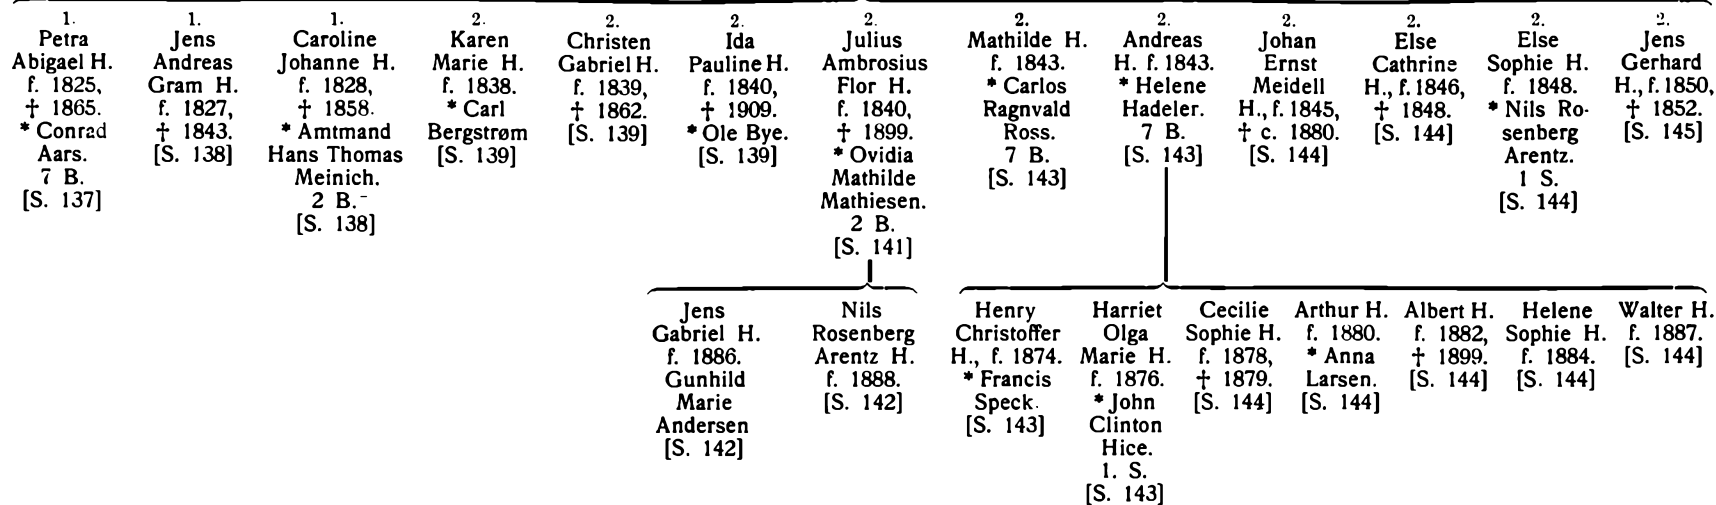 1.
Petra
Abigael H.
f. 1825,
† 1865.
* Conrad
Aars.
7 B.
[S. 137]
1.
Jens
Andreas
Gram H.
f. 1827,
† 1843.
[S. 138]
1.
Caroline
Johanne H.
f. 1828,
† 1858.
* Amtmand
Hans Thomas
Meinich.
2 B.
[S. 138]
2.
Karen
Marie H.
f. 1838.
* Carl
Bergstrøm
[S. 139]
2.
Christen
Gabriel H.
f. 1839,
† 1862.
[S. 139]
2.
Ida
Pauline H.
f. 1840,
† 1909.
* Ole Bye.
[S. 139]
2.
Julius
Ambrosius
Flor H.
f. 1840,
† 1899.
* Ovidia
Mathilde
Mathiesen.
2 B.
[S. 141]
2.
Mathilde H.
f. 1843.
* Carlos
Ragnvald
Ross.
7 B.
[S. 143]
2.
Andreas
H. f. 1843.
* Helene
Hadeler.
7 B.
[S. 143]
2.
Johan
Ernst
Meidell
H., f. 1845,
† c. 1880.
[S. 144]
2.
Else
Cathrine
H., f. 1846,
† 1848.
[S. 144]
2.
Else
Sophie H.
f. 1848.
* Nils Ro-
senberg
Arentz.
1 S.
[S. 144]
2.
Jens
Gerhard
H., f. 1850,
† 1852.
[S. 145]
Jens
Gabriel H.
f. 1886.
Gunhild
Marie
Andersen
[S. 142]
Nils
Rosenberg
Arentz H.
f. 1888.
[S. 142]
Henry
Christoffer
H., f. 1874.
* Francis
Speck.
[S. 143]
Harriet
Olga
Marie H.
f. 1876.
* John
Clinton
Hice.
1. S.
[S. 143]
Cecilie
Sophie H.
f. 1878,
† 1879.
[S. 144]
Arthur H.
f. 1880.
* Anna
Larsen.
[S. 144]
Albert H.
f. 1882,
† 1899.
[S. 144]
Helene
Sophie H.
f. 1884.
[S. 144]
Walter H.
f. 1887.
[S. 144]